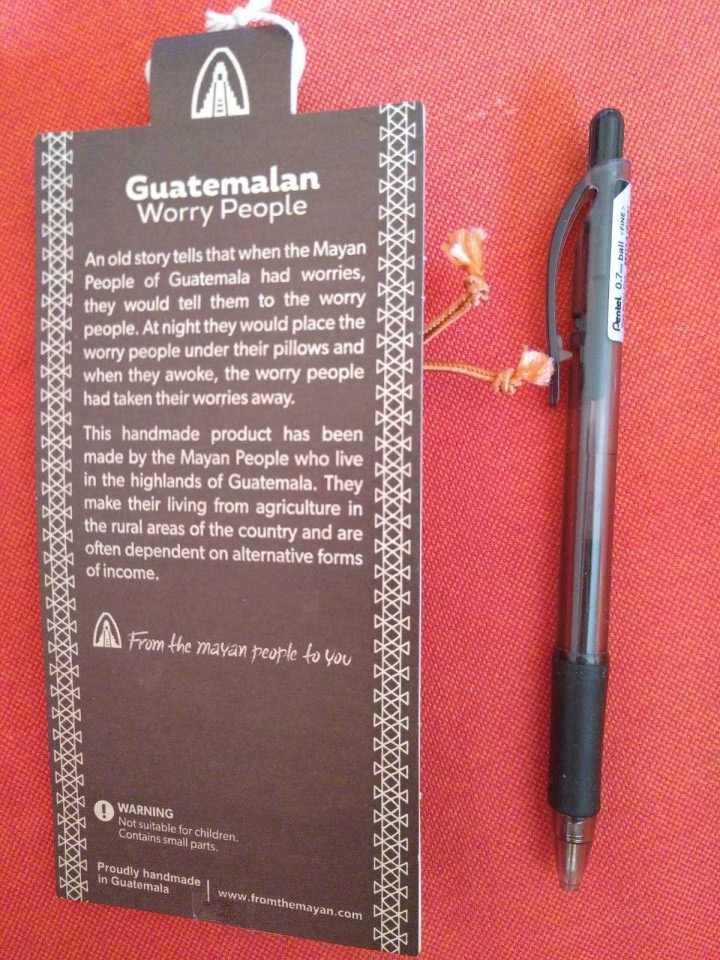 Guatemalan
Worry People
An old story tells that when the Mayan
People of Guatemala had worries,
they would tell them to the worry
people. At night they would place the
worry people under their pillows and
when they awoke, the worry people
had taken their worries away.
This handmade product has been
made by the Mayan People who live
in the highlands of Guatemala. They
make their living from agriculture in
the rural areas of the country and are
often dependent on alternative forms
of income.
From the mayan people to you
! WARNING
Not suitable for children.
Contains small parts.
Proudly handmade
in Guatemala
www.fromthemayan.com
Pentel 0.7-ball <FINE>